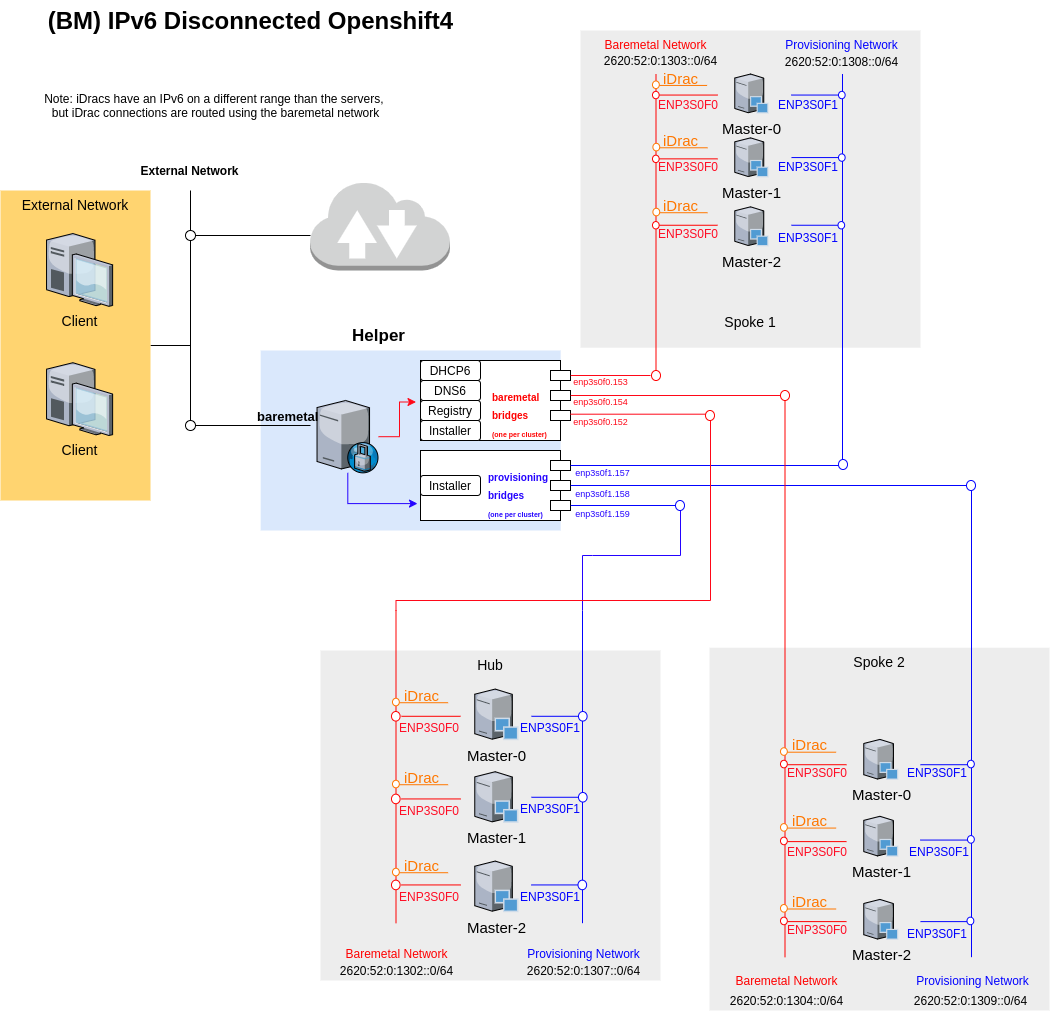 (BM) IPv6 Disconnected Openshift4
Note: iDracs have an IPv6 on a different range than the servers,
but iDrac connections are routed using the baremetal network
External Network
External Network
Client
Client
Baremetal Network
Provisioning Network
2620:52:0:1303::0/64
2620:52:0:1308::0/64
iDrac
ENP3S0F0
ENP3S0F1
Master-0
iDrac
ENP3S0F0
ENP3S0F1
Master-1
iDrac
ENP3S0F0
ENP3S0F1
Master-2
Spoke 1
Helper
baremetal
DHCP6
DNS6
Registry
Installer
baremetal
bridges
(one per cluster)
enp3s0f0.153
enp3s0f0.154
enp3s0f0.152
Installer
provisioning
bridges
(one per cluster)
enp3s0f1.157
enp3s0f1.158
enp3s0f1.159
Hub
iDrac
ENP3S0F0
ENP3S0F1
Master-0
iDrac
ENP3S0F0
ENP3S0F1
Master-1
iDrac
ENP3S0F0
ENP3S0F1
Master-2
Baremetal Network
Provisioning Network
2620:52:0:1302::0/64
2620:52:0:1307::0/64
Spoke 2
iDrac
ENP3S0F0
ENP3S0F1
Master-0
iDrac
ENP3S0F0
ENP3S0F1
Master-1
iDrac
ENP3S0F0
ENP3S0F1
Master-2
Baremetal Network
Provisioning Network
2620:52:0:1304::0/64
2620:52:0:1309::0/64